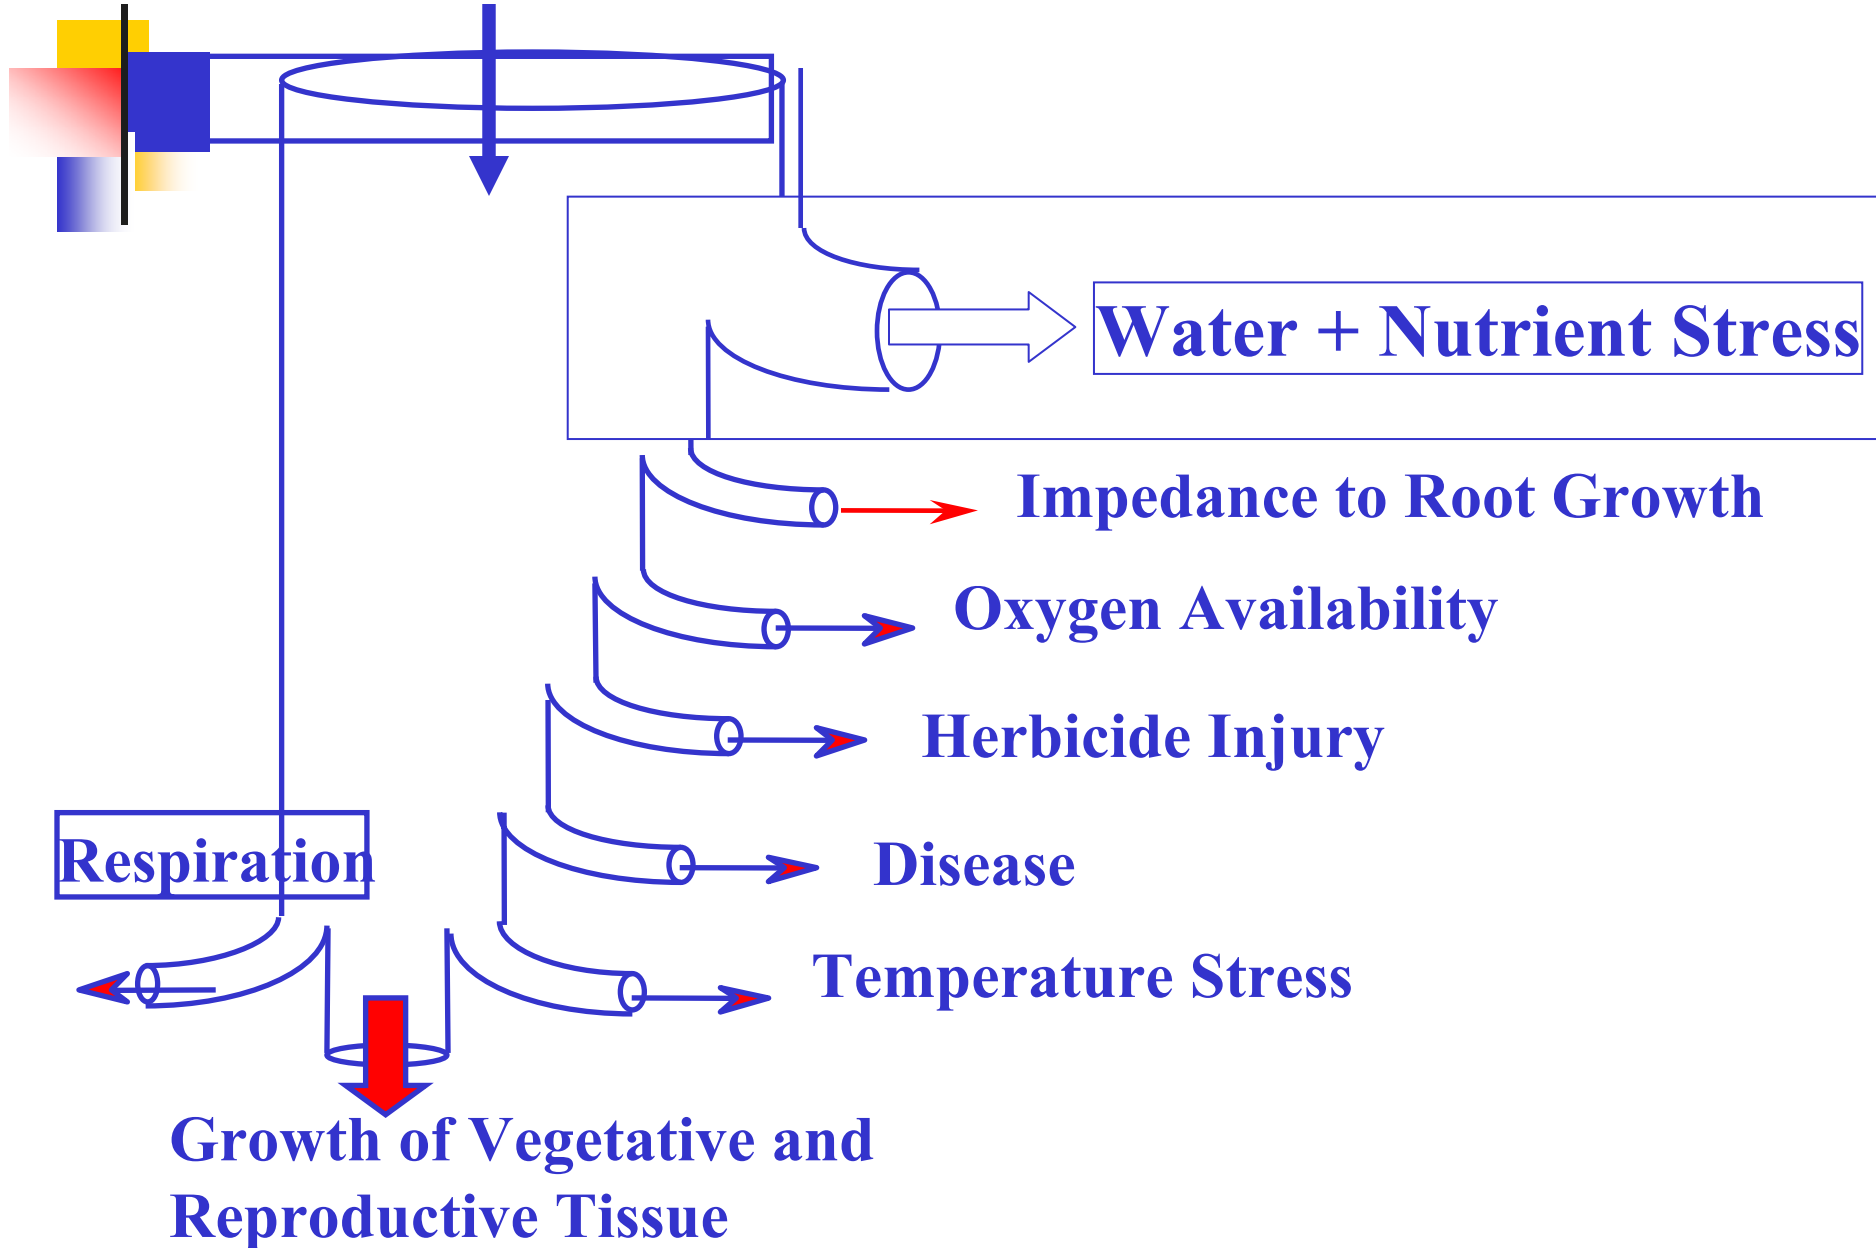 Water + Nutrient Stress
Impedance to Root Growth
Oxygen Availability
Herbicide Injury
Respiration
Disease
Temperature Stress
Growth of Vegetative and
Reproductive Tissue